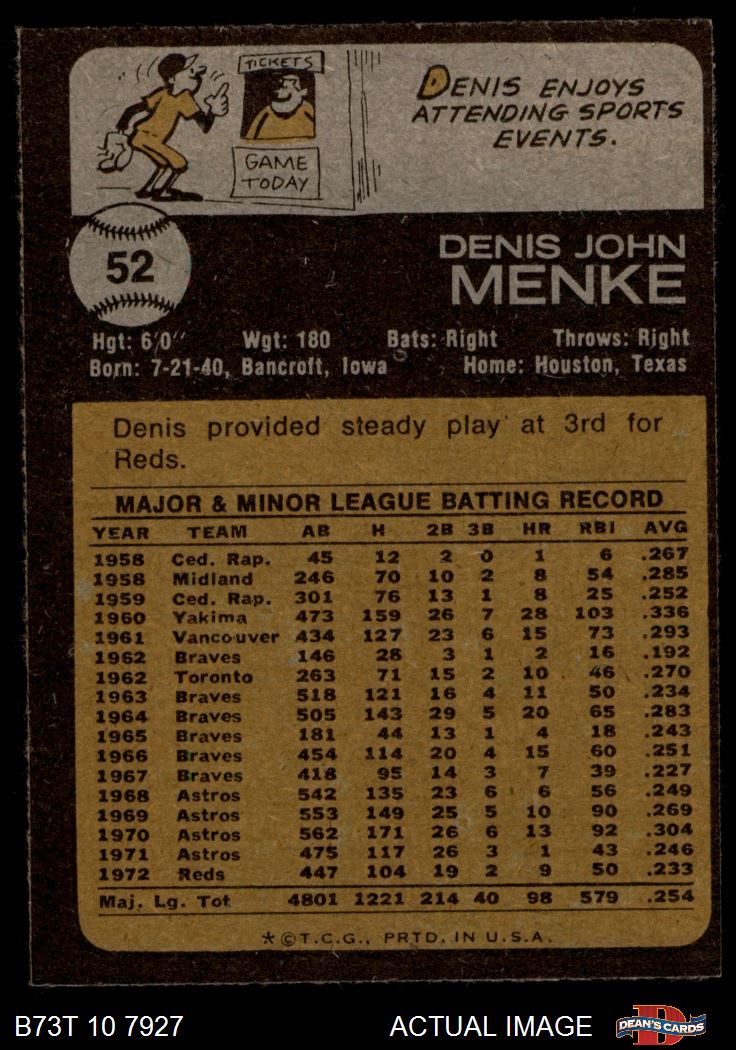 TICKETS
GAME
TODAY
DENIS ENJOYS
ATTENDING SPORTS
EVENTS.
52
DENIS JOHN
MENKE
Hgt: 6'0" Wgt: 180 Bats: Right Throws: Right
Born: 7-21-40, Bancroft, Iowa Home: Houston, Texas
Denis provided steady play at 3rd for
Reds.
MAJOR & MINOR LEAGUE BATTING RECORD
YEAR TEAM AB H 2B 3B HR RBI AVG
1958 Ced. Rap. 45 12 2 0 1 6 .267
1958 Midland 246 70 10 2 8 54 .285
1959 Ced. Rap. 301 76 13 1 8 25 .252
1960 Yakima 473 159 26 7 28 103 .336
1961 Vancouver 434 127 23 6 15 73 .293
1962 Braves 146 28 3 1 2 16 .192
1962 Toronto 263 71 15 2 10 46 .270
1963 Braves 518 121 16 4 11 50 .234
1964 Braves 505 143 29 5 20 65 .283
1965 Braves 181 44 13 1 4 18 .243
1966 Braves 454 114 20 4 15 60 .251
1967 Braves 418 95 14 3 7 39 .227
1968 Astros 542 135 23 6 6 56 .249
1969 Astros 553 149 25 5 10 90 .269
1970 Astros 562 171 26 6 13 92 .304
1971 Astros 475 117 26 3 1 43 .246
1972 Reds 447 104 19 2 9 50 .233
Maj. Lg. Tot 4801 1221 214 40 98 579 .254
*©T.C.G., PRTD. IN U.S.A.
B73T 10 7927 ACTUAL IMAGE
DEAN'S CARDS